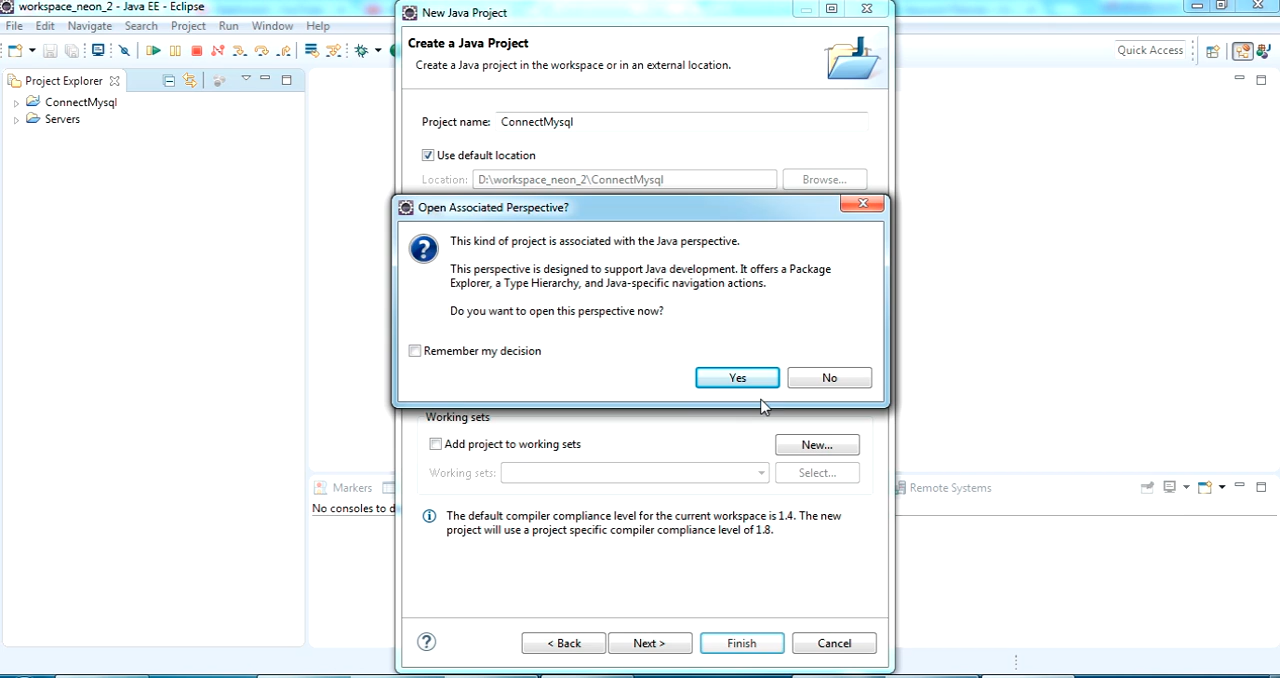 workspace_neon_2 - Java EE - Eclipse
File Edit Navigate Search Project Run Window Help
Quick Access
Project Explorer
ConnectMysql
Servers
New Java Project
Create a Java Project
Create a Java project in the workspace or in an external location.
Project name: ConnectMysql
Use default location
Location: D:\workspace_neon_2\ConnectMysql Browse...
Open Associated Perspective?
This kind of project is associated with the Java perspective.
This perspective is designed to support Java development. It offers a Package
Explorer, a Type Hierarchy, and Java-specific navigation actions.
Do you want to open this perspective now?
Remember my decision
Yes No
Working sets
Add project to working sets New...
Working sets: Select...
Markers
Remote Systems
No consoles to d
The default compiler compliance level for the current workspace is 1.4. The new
project will use a project specific compiler compliance level of 1.8.
< Back Next > Finish Cancel